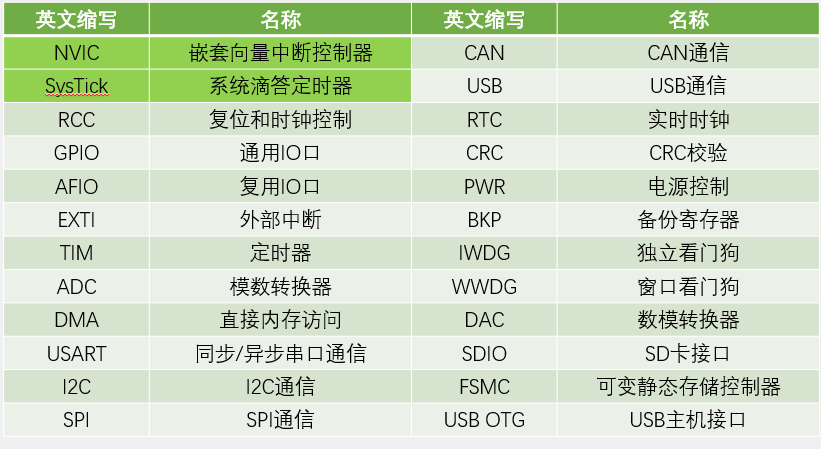 英文缩写 名称 英文缩写 名称
NVIC 嵌套向量中断控制器 CAN CAN通信
SysTick 系统滴答定时器 USB USB通信
RCC 复位和时钟控制 RTC 实时时钟
GPIO 通用IO口 CRC CRC校验
AFIO 复用IO口 PWR 电源控制
EXTI 外部中断 BKP 备份寄存器
TIM 定时器 IWDG 独立看门狗
ADC 模数转换器 WWDG 窗口看门狗
DMA 直接内存访问 DAC 数模转换器
USART 同步/异步串口通信 SDIO SD卡接口
I2C I2C通信 FSMC 可变静态存储控制器
SPI SPI通信 USB OTG USB主机接口